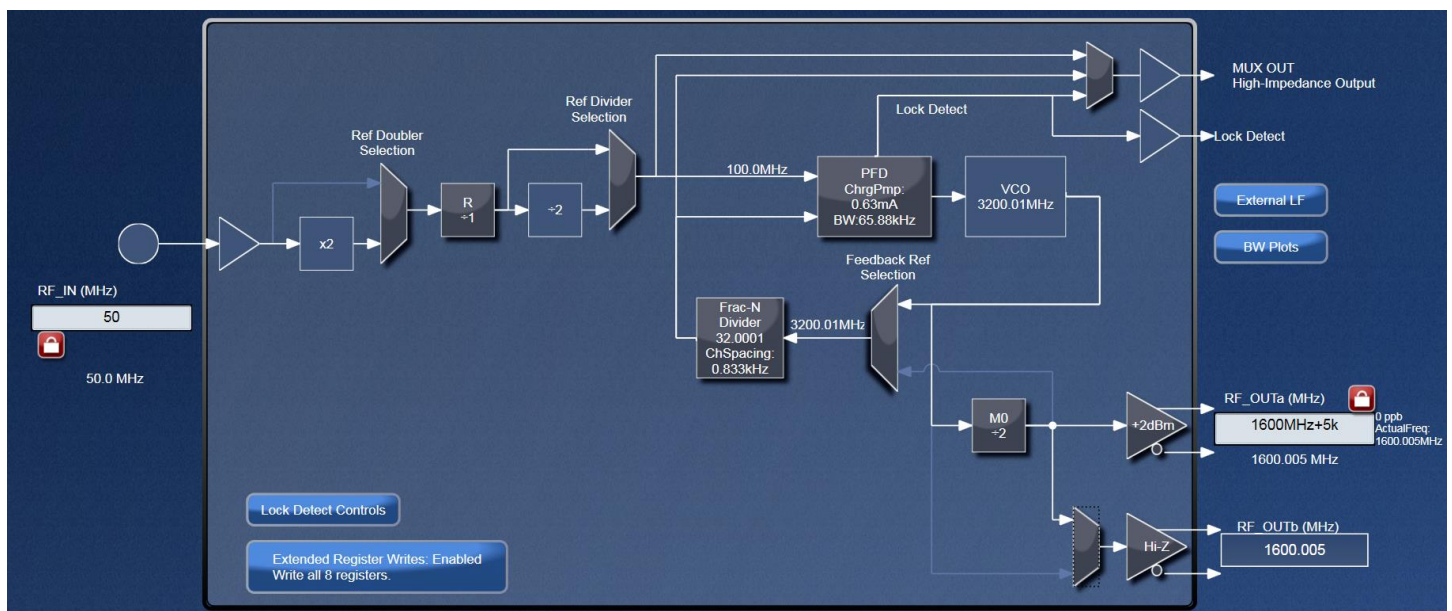 MUX OUT
High-Impedance Output
Ref Divider
Selection
Lock Detect
Ref Doubler
Selection
Lock Detect
100.0MHz
PFD
ChrgPmp:
0.63mA
BW:65.88kHz
VCO
3200.01MHz
R
÷1
÷2
x2
External LF
BW Plots
Feedback Ref
Selection
RF_IN (MHz)
50
50.0 MHz
Frac-N
Divider
32.0001
ChSpacing:
0.833kHz
3200.01MHz
M0
÷2
+2dBm
RF_OUTa (MHz)
1600MHz+5k
0 ppb
ActualFreq:
1600.005MHz
1600.005 MHz
Lock Detect Controls
Extended Register Writes: Enabled
Write all 8 registers.
Hi-Z
RF_OUTb (MHz)
1600.005